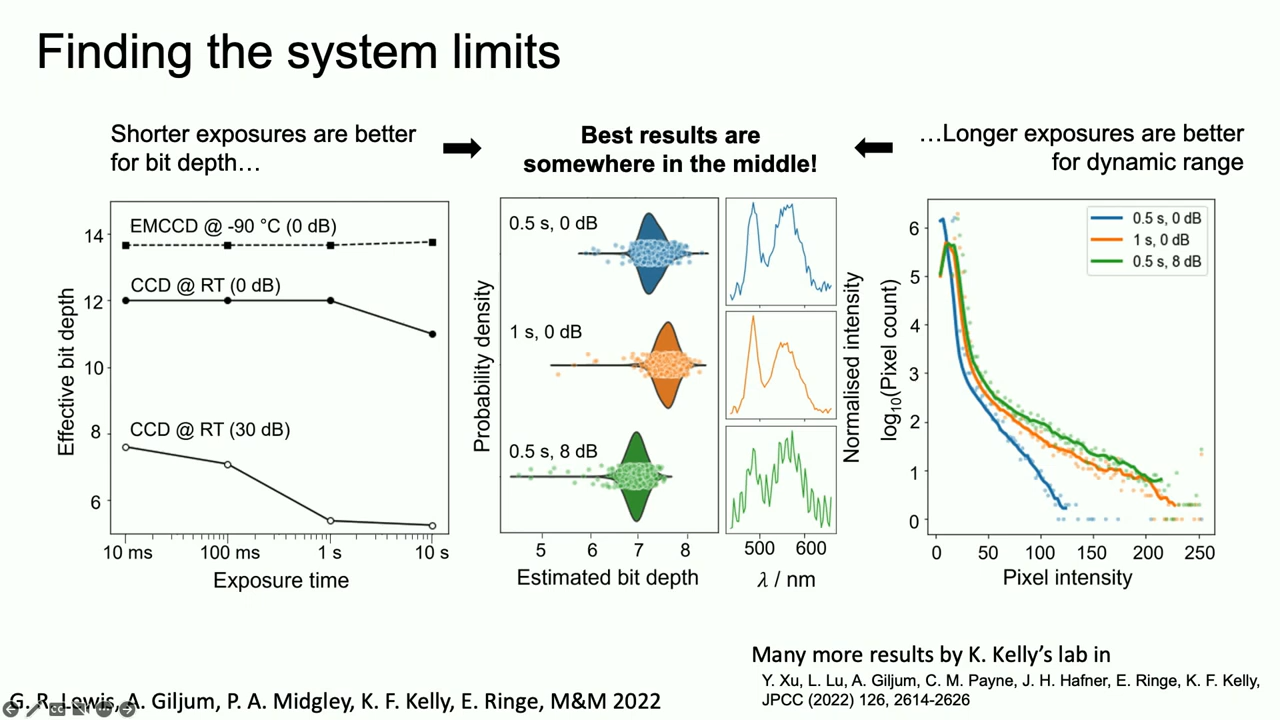 Finding the system limits
Shorter exposures are better
for bit depth…
Best results are
somewhere in the middle!
…Longer exposures are better
for dynamic range
Effective bit depth
14
12
10
8
6
EMCCD @ -90 °C (0 dB)
CCD @ RT (0 dB)
CCD @ RT (30 dB)
10 ms
100 ms
1 s
10 s
Exposure time
Probability density
0.5 s, 0 dB
1 s, 0 dB
0.5 s, 8 dB
5
6
7
8
Estimated bit depth
Normalised intensity
500
600
λ / nm
log10(Pixel count)
6
5
4
3
2
1
0
0.5 s, 0 dB
1 s, 0 dB
0.5 s, 8 dB
0
50
100
150
200
250
Pixel intensity
Many more results by K. Kelly's lab in
Y. Xu, L. Lu, A. Giljum, C. M. Payne, J. H. Hafner, E. Ringe, K. F. Kelly,
JPCC (2022) 126, 2614-2626
G. R. Lewis, A. Giljum, P. A. Midgley, K. F. Kelly, E. Ringe, M&M 2022